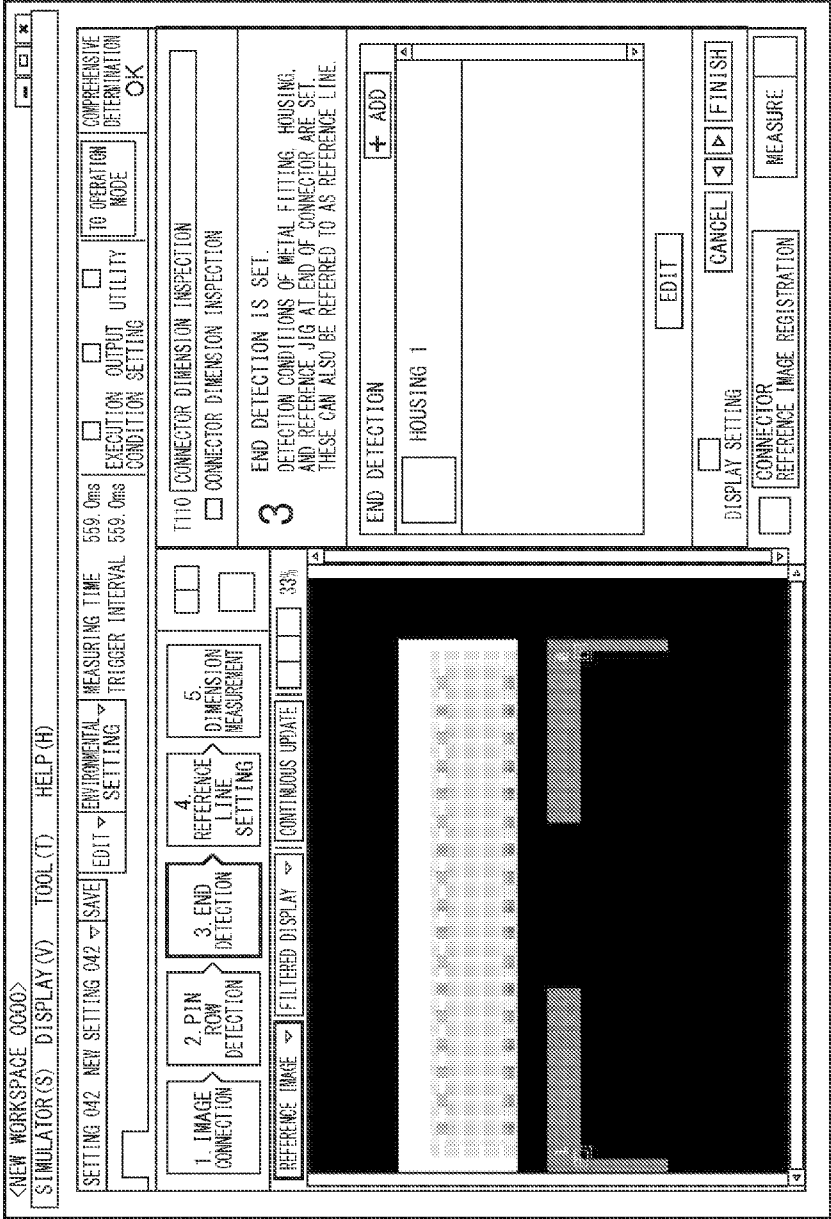 <NEW WORKSPACE 0000>
SIMULATOR(S) DISPLAY(V) TOOL(T) HELP(H)
SETTING 042 NEW SETTING 042 SAVE
EDIT
ENVIRONMENTAL
SETTING
MEASURING TIME 559.0ms
TRIGGER INTERVAL 559.0ms
EXECUTION
CONDITION
OUTPUT
SETTING
UTILITY
TO OPERATION
MODE
COMPREHENSIVE
DETERMINATION
OK
1. IMAGE
CONNECTION
2. PIN
ROW
DETECTION
3. END
DETECTION
4.
REFERENCE
LINE
SETTING
5.
DIMENSION
MEASUREMENT
REFERENCE IMAGE
FILTERED DISPLAY
CONTINUOUS UPDATE
33%
T110 CONNECTOR DIMENSION INSPECTION
CONNECTOR DIMENSION INSPECTION
3
END DETECTION IS SET.
DETECTION CONDITIONS OF METAL FITTING, HOUSING,
AND REFERENCE JIG AT END OF CONNECTOR ARE SET.
THESE CAN ALSO BE REFERRED TO AS REFERENCE LINE.
END DETECTION
+ ADD
HOUSING 1
EDIT
DISPLAY SETTING
CANCEL
FINISH
CONNECTOR
REFERENCE IMAGE REGISTRATION
MEASURE